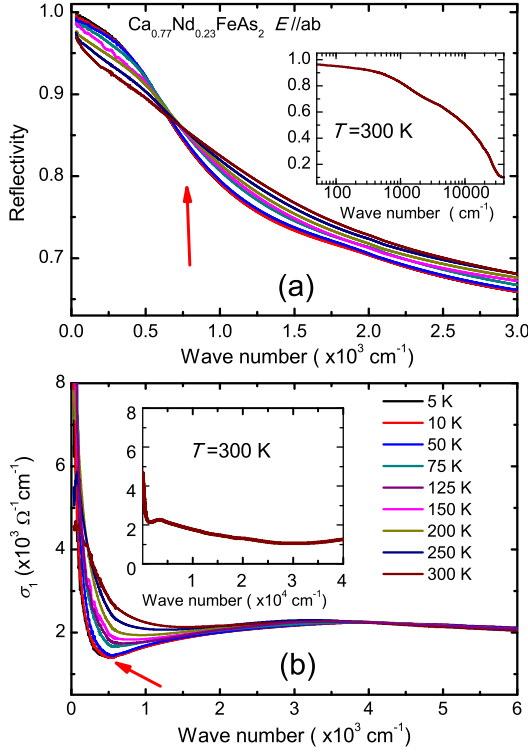 Ca0.77Nd0.23FeAs2 E//ab
1.0
0.9
0.8
0.7
Reflectivity
1.0
0.8
0.6
0.4
0.2
T=300 K
100 1000 10000
Wave number ( cm-1)
(a)
0.0 0.5 1.0 1.5 2.0 2.5 3.0
Wave number ( x10³ cm-1)
8
6
4
2
σ1 (x10³ Ω-1cm-1)
8
6
4
2
0
T=300 K
1 2 3 4
Wave number ( x10⁴ cm-1)
5 K
10 K
50 K
75 K
125 K
150 K
200 K
250 K
300 K
(b)
0 1 2 3 4 5 6
Wave number ( x10³ cm-1)